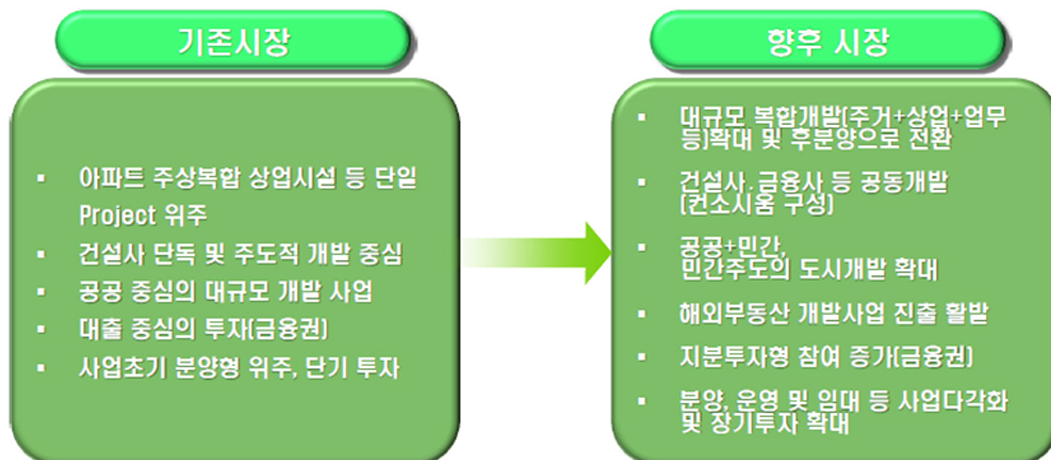 기존시장
아파트 주상복합 상업시설 등 단일
Project 위주
건설사 단독 및 주도적 개발 중심
공공 중심의 대규모 개발 사업
대출 중심의 투자(금융권)
사업초기 분양형 위주, 단기 투자
향후 시장
대규모 복합개발(주거+상업+업무
등)확대 및 후분양으로 전환
건설사.금융사 등 공동개발
(컨소시움 구성)
공공+민간,
민간주도의 도시개발 확대
해외부동산 개발사업 진출 활발
지분투자형 참여 증가(금융권)
분양, 운영 및 임대 등 사업다각화
및 장기투자 확대